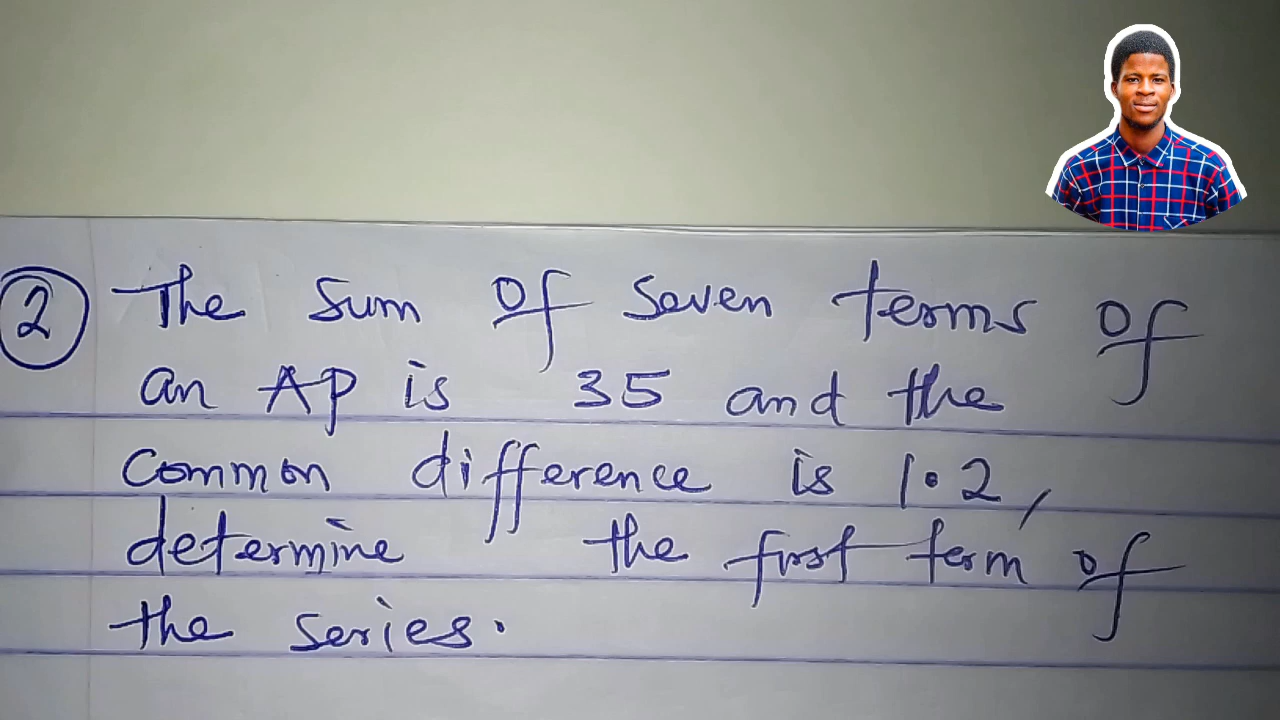 2 The sum of seven terms of
an AP is 35 and the
common difference is 1.2,
determine the first term of
the series.